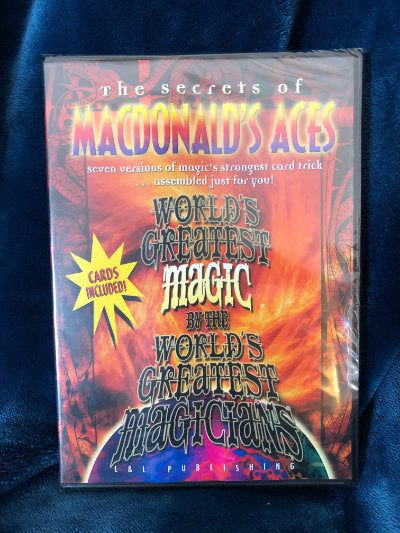 The secrets of
MACDONALD'S ACES
seven versions of magic's strongest card trick
. . . assembled just for you!
WORLD'S
GREATEST
MAGIC
BY THE
WORLD'S
GREATEST
MAGICIANS
CARDS
INCLUDED!
L&L PUBLISHING